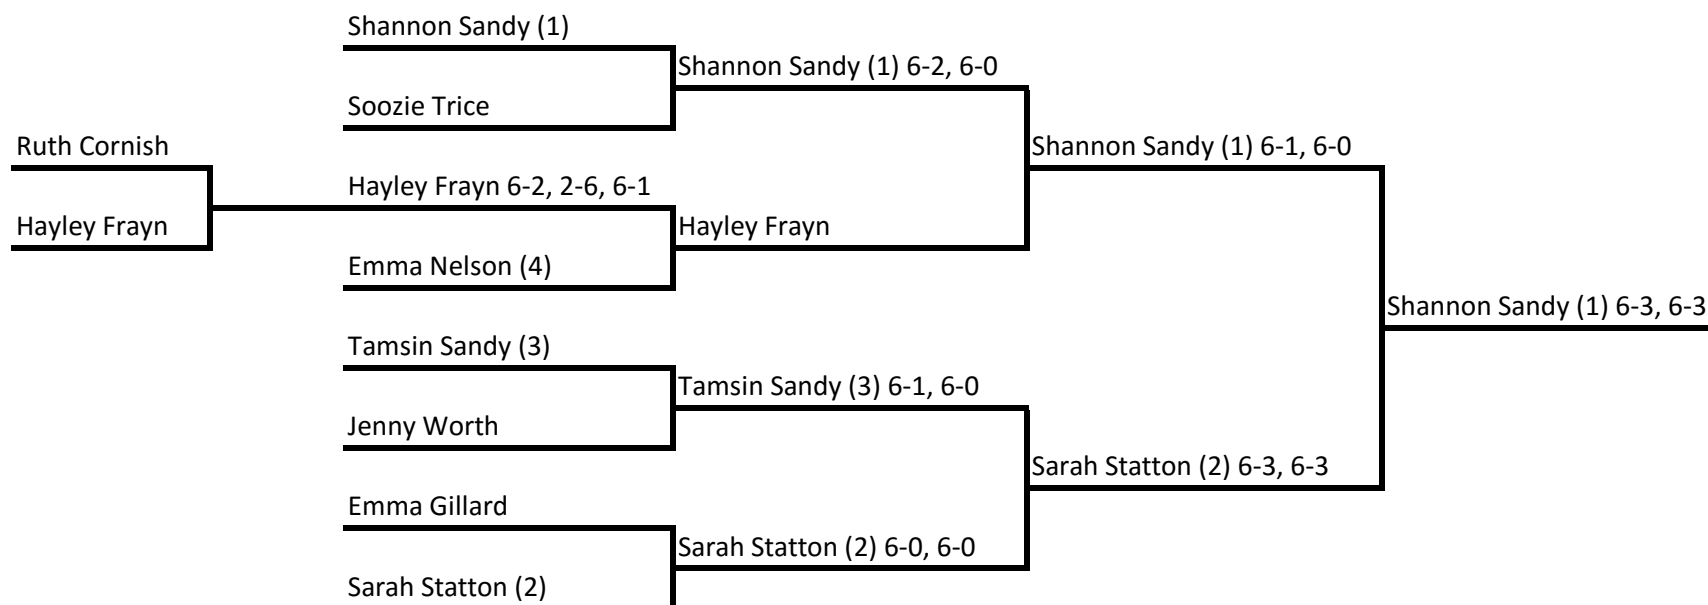 Shannon Sandy (1)
Shannon Sandy (1) 6-2, 6-0
Soozie Trice
Ruth Cornish
Shannon Sandy (1) 6-1, 6-0
Hayley Frayn 6-2, 2-6, 6-1
Hayley Frayn
Hayley Frayn
Emma Nelson (4)
Shannon Sandy (1) 6-3, 6-3
Tamsin Sandy (3)
Tamsin Sandy (3) 6-1, 6-0
Jenny Worth
Sarah Statton (2) 6-3, 6-3
Emma Gillard
Sarah Statton (2) 6-0, 6-0
Sarah Statton (2)